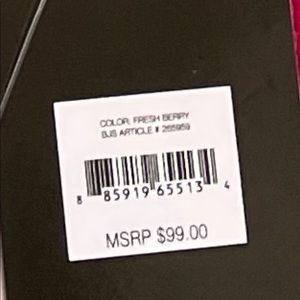 COLOR: FRESH BERRY
BJS ARTICLE # 265959
8 85919 65513 4
MSRP $99.00